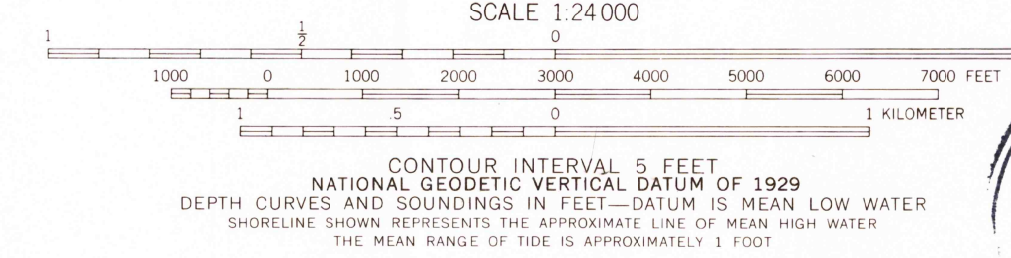 SCALE 1:24 000
1 1/2 0
1000 0 1000 2000 3000 4000 5000 6000 7000 FEET
1 .5 0 1 KILOMETER
CONTOUR INTERVAL 5 FEET
NATIONAL GEODETIC VERTICAL DATUM OF 1929
DEPTH CURVES AND SOUNDINGS IN FEET—DATUM IS MEAN LOW WATER
SHORELINE SHOWN REPRESENTS THE APPROXIMATE LINE OF MEAN HIGH WATER
THE MEAN RANGE OF TIDE IS APPROXIMATELY 1 FOOT